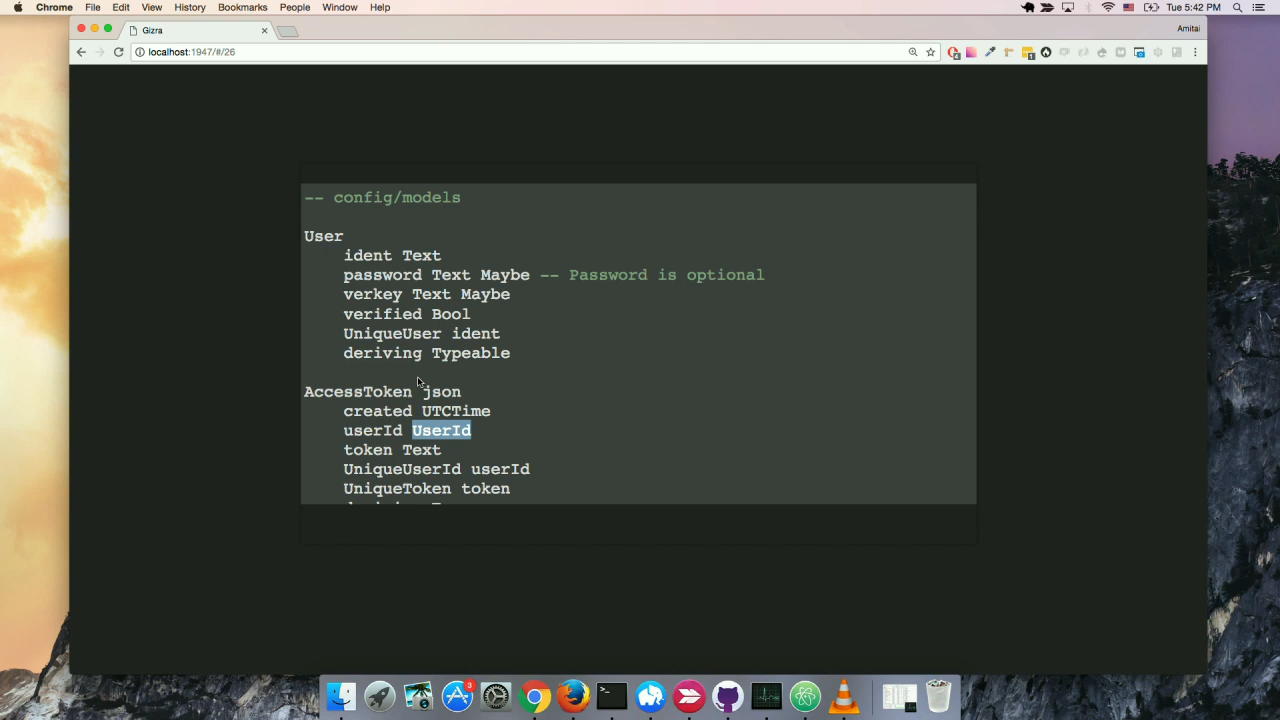 Chrome File Edit View History Bookmarks People Window Help
Tue 5:42 PM
Gizra
Amitai
localhost:1947/#/26
-- config/models
User
ident Text
password Text Maybe -- Password is optional
verkey Text Maybe
verified Bool
UniqueUser ident
deriving Typeable
AccessToken json
created UTCTime
userId UserId
token Text
UniqueUserId userId
UniqueToken token
3